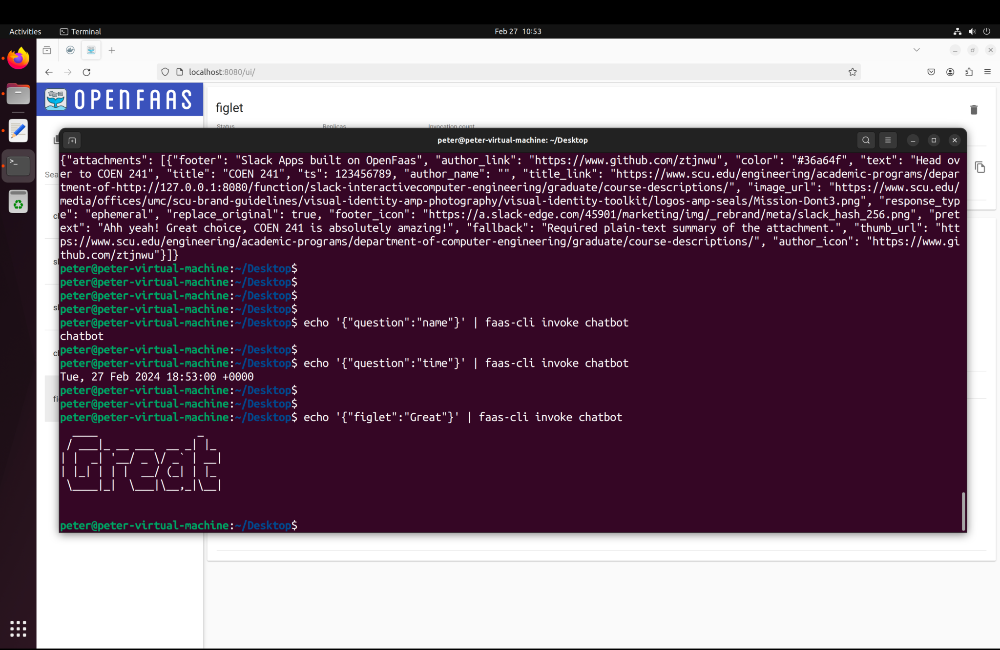 Activities Terminal Feb 27 10:53
localhost:8080/ui/
OPENFAAS
figlet
Status Replicas Invocation count
peter@peter-virtual-machine: ~/Desktop
Sea
{"attachments": [{"footer": "Slack Apps built on OpenFaas", "author_link": "https://www.github.com/ztjnwu", "color": "#36a64f", "text": "Head ov
er to COEN 241", "title": "COEN 241", "ts": 123456789, "author_name": "", "title_link": "https://www.scu.edu/engineering/academic-programs/depar
tment-of-http://127.0.0.1:8080/function/slack-interactivecomputer-engineering/graduate/course-descriptions/", "image_url": "https://www.scu.edu/
media/offices/umc/scu-brand-guidelines/visual-identity-amp-photography/visual-identity-toolkit/logos-amp-seals/Mission-Dont3.png", "response_typ
e": "ephemeral", "replace_original": true, "footer_icon": "https://a.slack-edge.com/45901/marketing/img/_rebrand/meta/slack_hash_256.png", "pret
ext": "Ahh yeah! Great choice, COEN 241 is absolutely amazing!", "fallback": "Required plain-text summary of the attachment.", "thumb_url": "htt
ps://www.scu.edu/engineering/academic-programs/department-of-computer-engineering/graduate/course-descriptions/", "author_icon": "https://www.gi
thub.com/ztjnwu"}]}
peter@peter-virtual-machine:~/Desktop$
peter@peter-virtual-machine:~/Desktop$
peter@peter-virtual-machine:~/Desktop$
peter@peter-virtual-machine:~/Desktop$
peter@peter-virtual-machine:~/Desktop$ echo '{"question":"name"}' | faas-cli invoke chatbot
chatbot
peter@peter-virtual-machine:~/Desktop$
peter@peter-virtual-machine:~/Desktop$ echo '{"question":"time"}' | faas-cli invoke chatbot
Tue, 27 Feb 2024 18:53:00 +0000
peter@peter-virtual-machine:~/Desktop$
peter@peter-virtual-machine:~/Desktop$
peter@peter-virtual-machine:~/Desktop$ echo '{"figlet":"Great"}' | faas-cli invoke chatbot
Great
peter@peter-virtual-machine:~/Desktop$